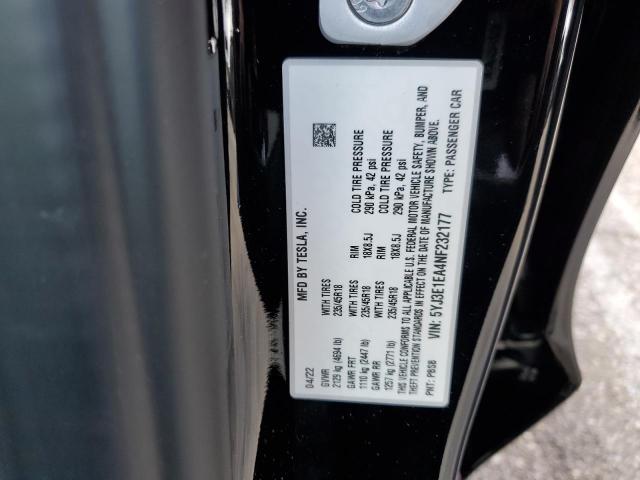 MFD BY TESLA, INC.
04/22
GVWR
2129 kg (4694 lb)
GAWR FRT WITH TIRES RIM COLD TIRE PRESSURE
1110 kg (2447 lb) 235/45R18 18X8.5J 290 kPa, 42 psi
GAWR RR WITH TIRES RIM COLD TIRE PRESSURE
1257 kg (2771 lb) 235/45R18 18X8.5J 290 kPa, 42 psi
THIS VEHICLE CONFORMS TO ALL APPLICABLE U.S. FEDERAL MOTOR VEHICLE SAFETY, BUMPER, AND
THEFT PREVENTION STANDARDS IN EFFECT ON THE DATE OF MANUFACTURE SHOWN ABOVE.
VIN: 5YJ3E1EA4NF232177
PNT: PBSB TYPE: PASSENGER CAR